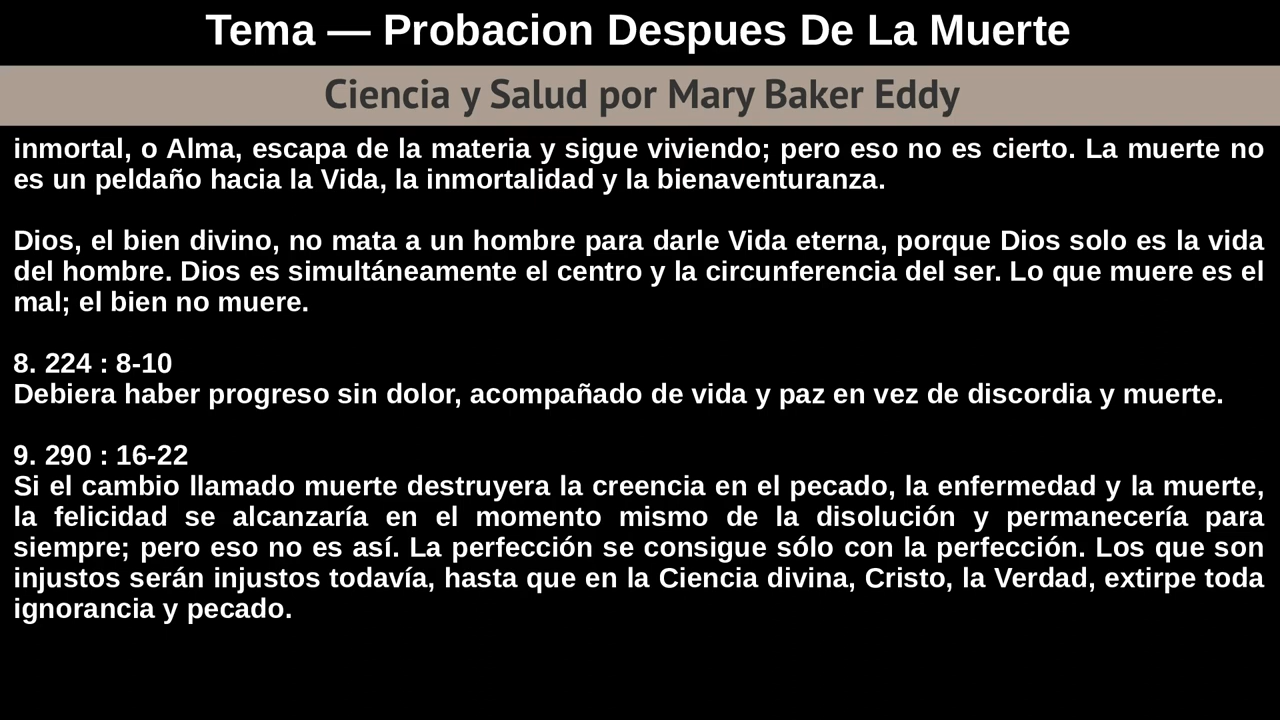 Tema — Probacion Despues De La Muerte
Ciencia y Salud por Mary Baker Eddy
inmortal, o Alma, escapa de la materia y sigue viviendo; pero eso no es cierto. La muerte no
es un peldaño hacia la Vida, la inmortalidad y la bienaventuranza.
Dios, el bien divino, no mata a un hombre para darle Vida eterna, porque Dios solo es la vida
del hombre. Dios es simultáneamente el centro y la circunferencia del ser. Lo que muere es el
mal; el bien no muere.
8. 224 : 8-10
Debiera haber progreso sin dolor, acompañado de vida y paz en vez de discordia y muerte.
9. 290 : 16-22
Si el cambio llamado muerte destruyera la creencia en el pecado, la enfermedad y la muerte,
la felicidad se alcanzaría en el momento mismo de la disolución y permanecería para
siempre; pero eso no es así. La perfección se consigue sólo con la perfección. Los que son
injustos serán injustos todavía, hasta que en la Ciencia divina, Cristo, la Verdad, extirpe toda
ignorancia y pecado.